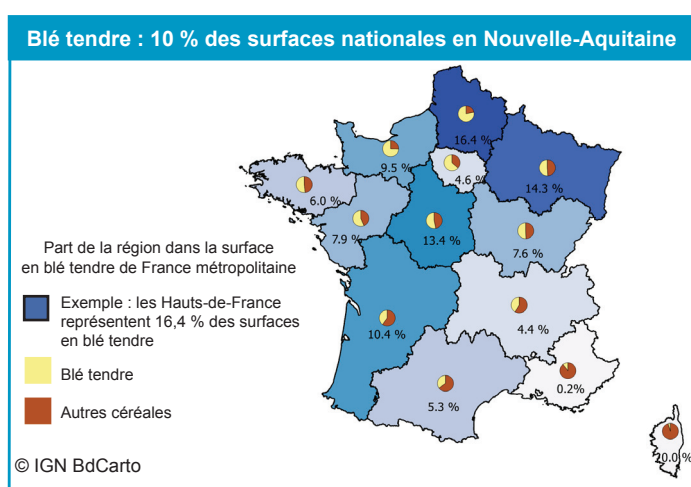 Blé tendre : 10 % des surfaces nationales en Nouvelle-Aquitaine
16.4 %
9.5 %
4.6 %
14.3 %
6.0 %
7.9 %
13.4 %
7.6 %
Part de la région dans la surface
en blé tendre de France métropolitaine
Exemple : les Hauts-de-France
représentent 16,4 % des surfaces
en blé tendre
10.4 %
4.4 %
Blé tendre
5.3 %
0.2%
Autres céréales
0.0 %
© IGN BdCarto